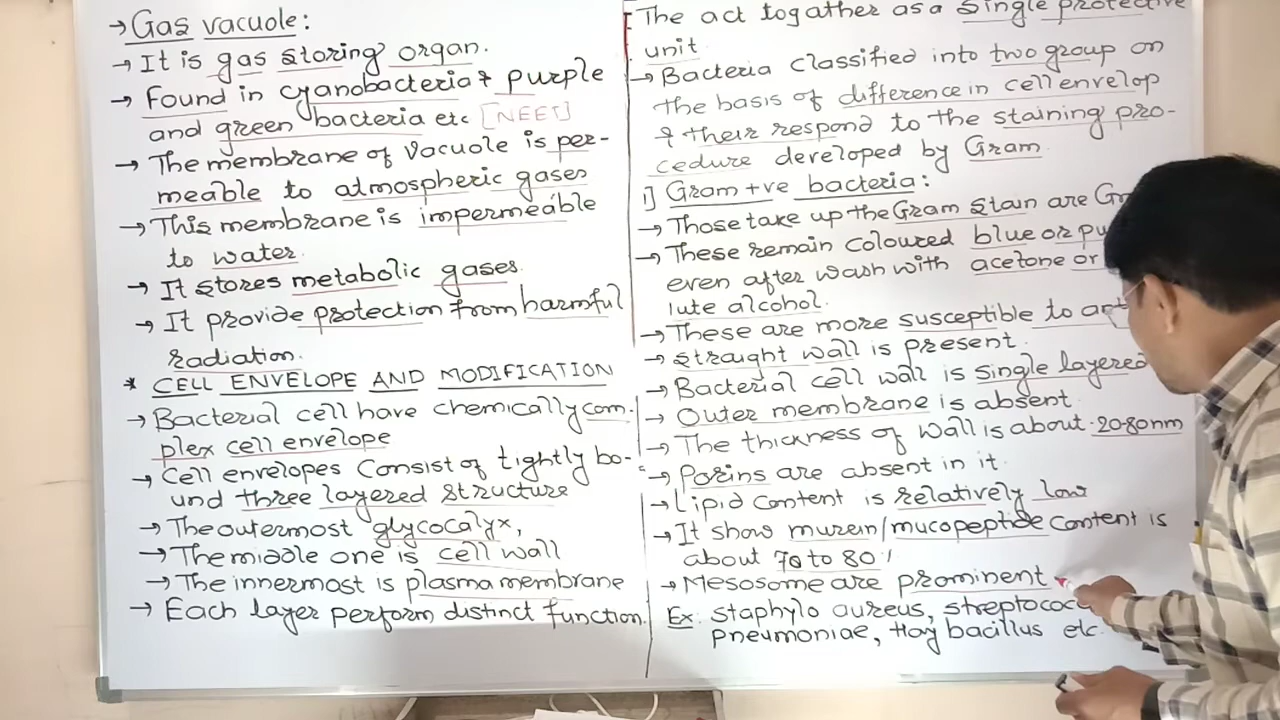 → Gas vacuole:
→ It is gas storing organ.
→ Found in cyanobacteria & purple
and green bacteria etc [NEET]
→ The membrane of vacuole is per-
meable to atmospheric gases
→ This membrane is impermeable
to water.
→ It stores metabolic gases.
→ It provide protection from harmful
radiation.
* CELL ENVELOPE AND MODIFICATION
→ Bacterial cell have chemically com-
plex cell envelope
→ Cell envelopes Consist of tightly bo-
und three layered structure
→ The outermost glycocalyx,
→ The middle one is cell wall
→ The innermost is plasma membrane
→ Each layer perform distinct function.
The act togather as a single protective
unit
→ Bacteria classified into two group on
the basis of difference in cell envelop
& their respond to the staining pro-
cedure developed by Gram.
1] Gram +ve bacteria:
→ Those take up the Gram stain are
→ These remain coloured blue or
even after wash with acetone or
lute alcohol.
→ These are more susceptible to
→ straight wall is present.
→ Bacterial cell wall is single layered
→ Outer membrane is absent.
→ The thickness of wall is about 20-80nm
→ Porins are absent in it.
→ Lipid content is relatively low
→ It show murein/mucopeptide content is
about 70 to 80%
→ Mesosome are prominent
Ex: staphylo aureus,
pneumoniae, Hay bacillus etc.